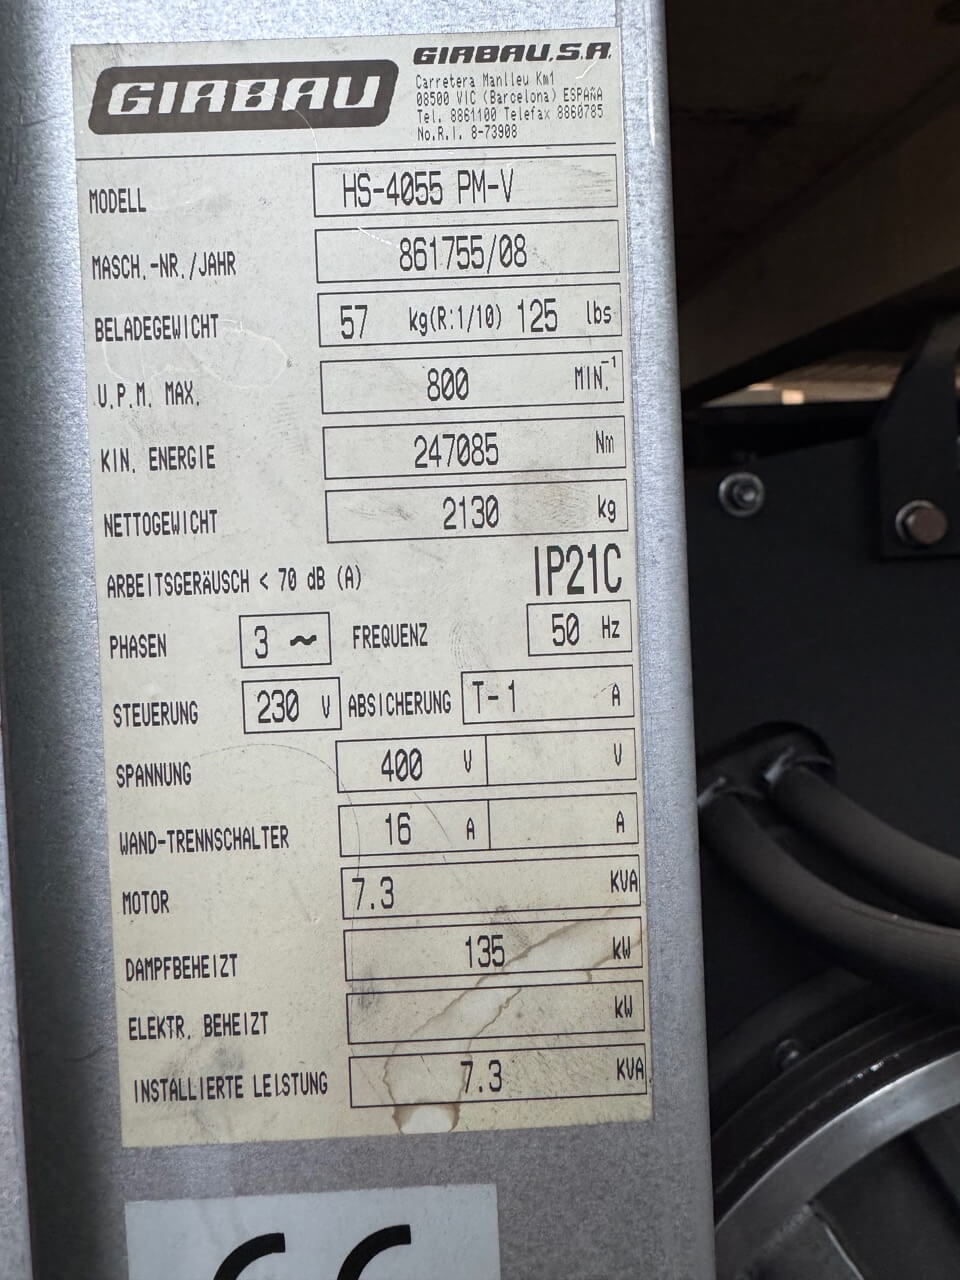 GIRBAU
GIRBAU, S.A.
Carretera Manlleu Km1
08500 VIC (Barcelona) ESPAÑA
Tel. 8861100 Telefax 8860785
No.R.I. 8-73908
MODELL HS-4055 PM-V
MASCH.-NR./JAHR 861755/08
BELADEGEWICHT 57 kg(R:1/10) 125 lbs
U.P.M. MAX. 800 MIN.⁻¹
KIN. ENERGIE 247085 Nm
NETTOGEWICHT 2130 kg
ARBEITSGERÄUSCH < 70 dB (A) IP21C
PHASEN 3 ~ FREQUENZ 50 Hz
STEUERUNG 230 V ABSICHERUNG T-1 A
SPANNUNG 400 V V
WAND-TRENNSCHALTER 16 A A
MOTOR 7.3 KVA
DAMPFBEHEIZT 135 kW
ELEKTR. BEHEIZT kW
INSTALLIERTE LEISTUNG 7.3 KVA
CE